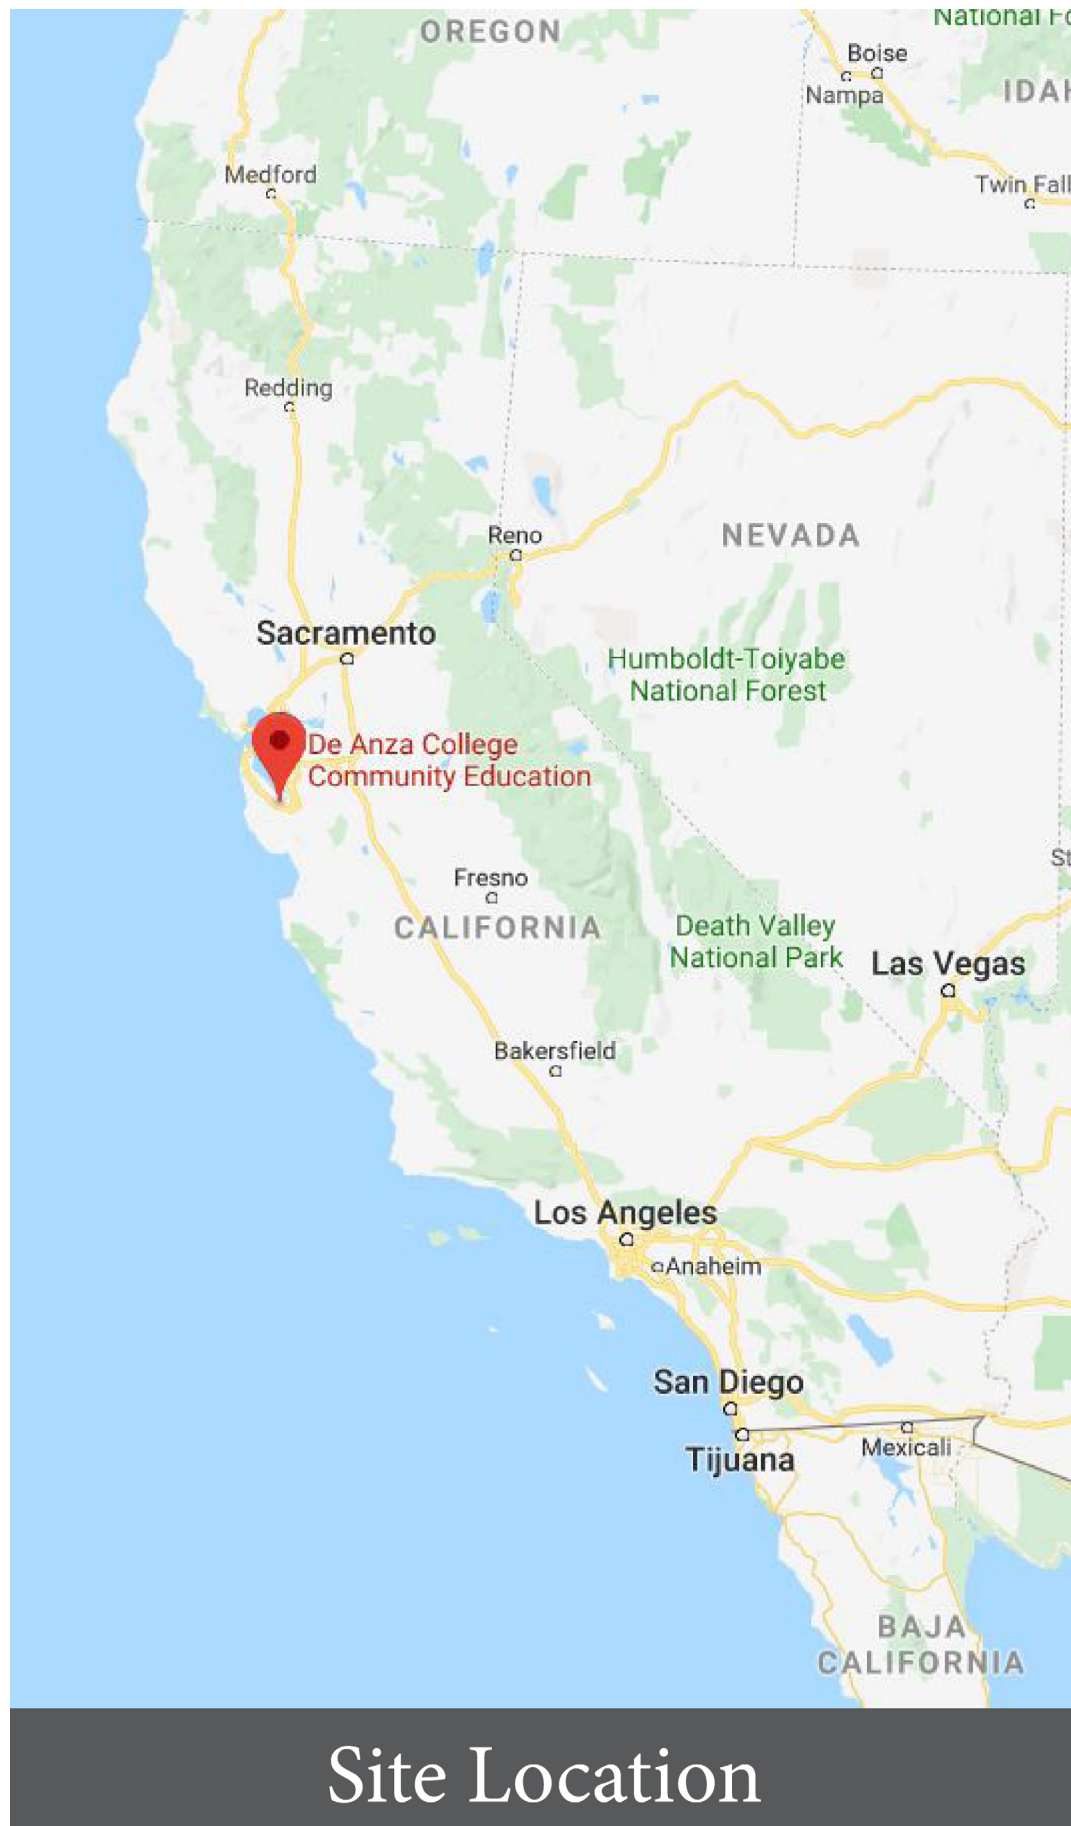 National Fo
OREGON
Boise
Nampa
IDAH
Medford
Twin Fall
Redding
Reno
NEVADA
Sacramento
Humboldt-Toiyabe
National Forest
De Anza College
Community Education
St
Fresno
CALIFORNIA
Death Valley
National Park
Las Vegas
Bakersfield
Los Angeles
Anaheim
San Diego
Tijuana
Mexicali
BAJA
CALIFORNIA
Site Location